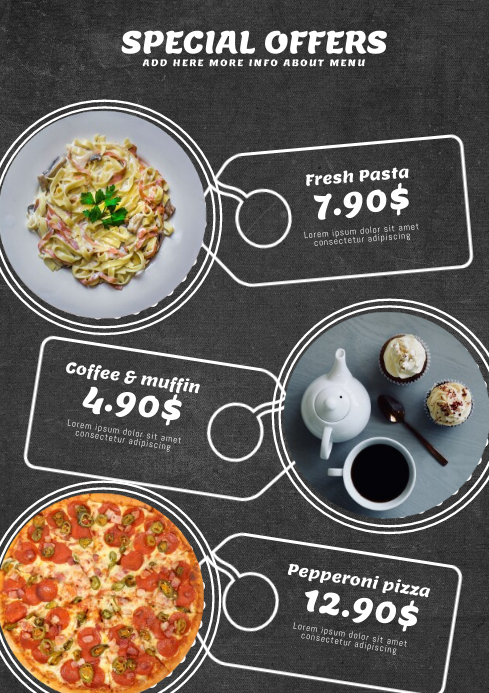 SPECIAL OFFERS
ADD HERE MORE INFO ABOUT MENU
Fresh Pasta
7.90$
Lorem ipsum dolor sit amet
consectetur adipiscing
Coffee & muffin
4.90$
Lorem ipsum dolor sit amet
consectetur adipiscing
Pepperoni pizza
12.90$
Lorem ipsum dolor sit amet
consectetur adipiscing